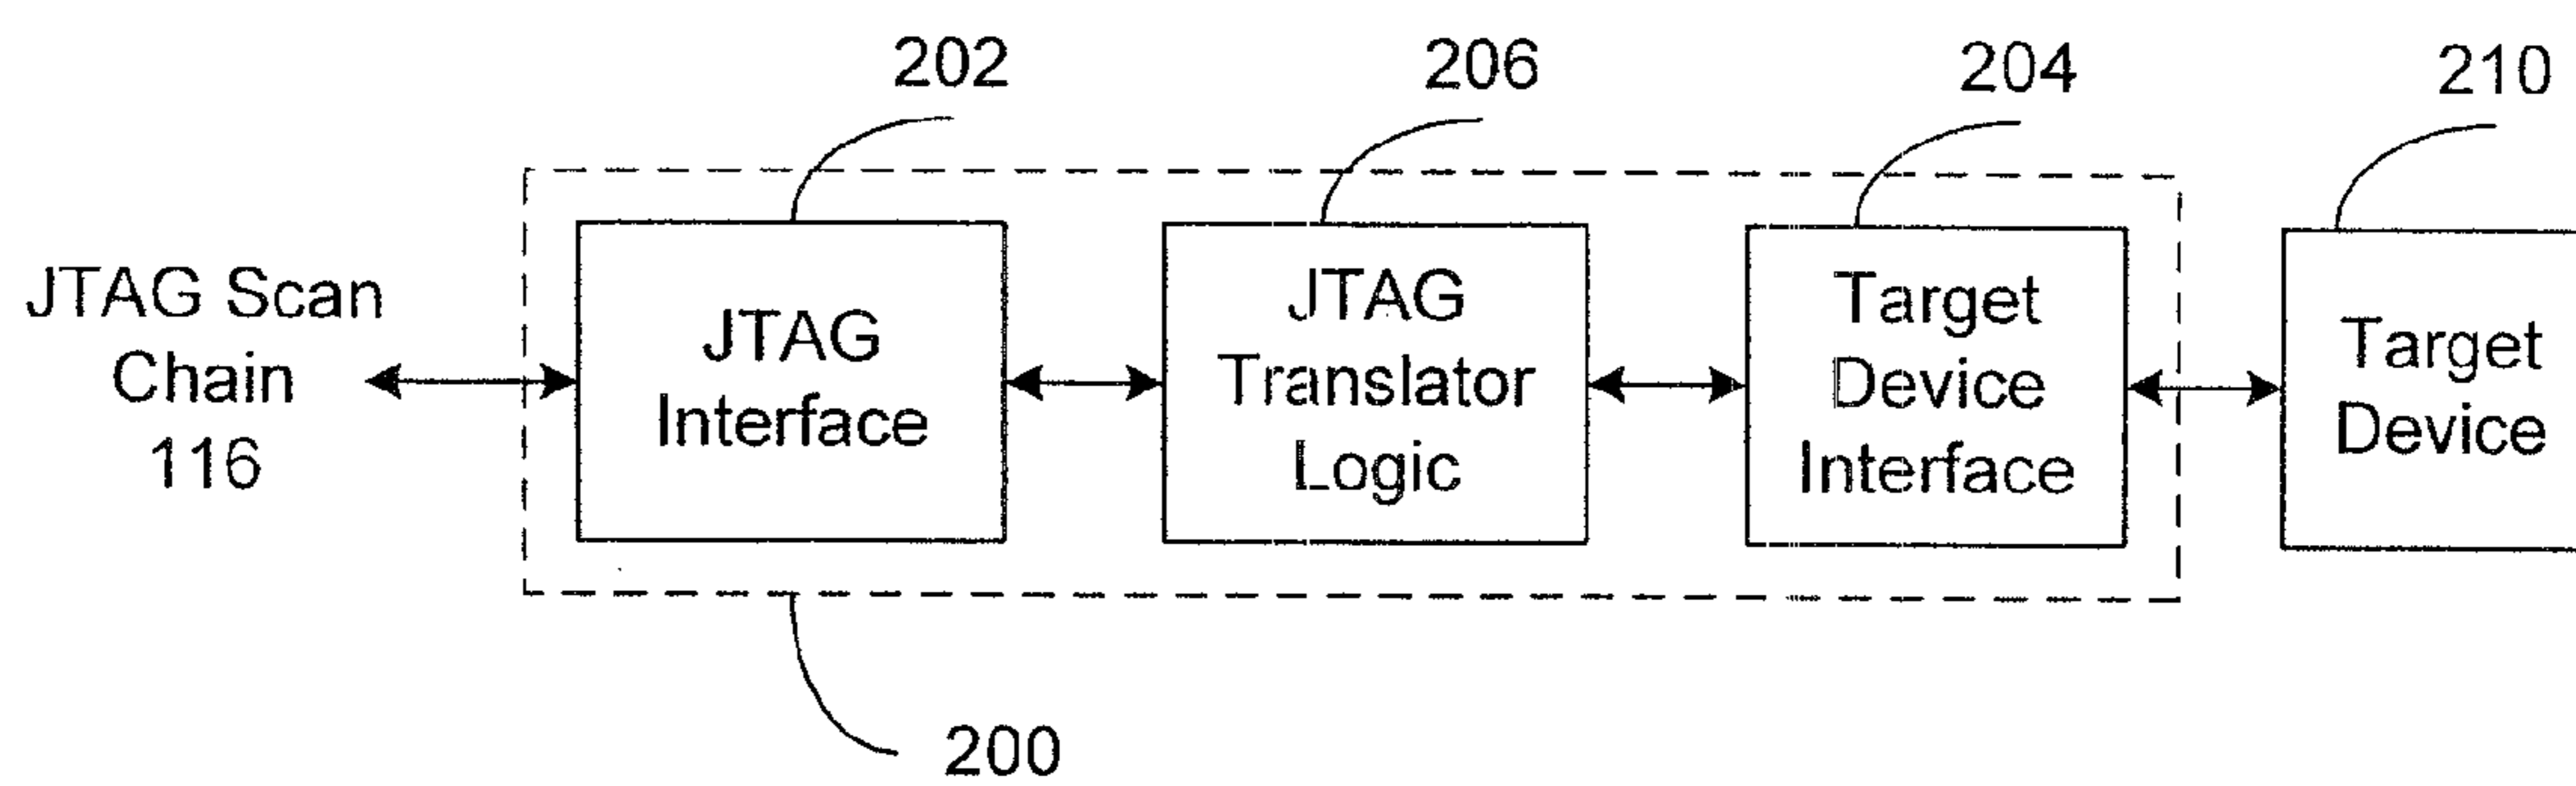 202
206
204
210
JTAG Scan
Chain
116
JTAG
Interface
JTAG
Translator
Logic
Target
Device
Interface
Target
Device
200